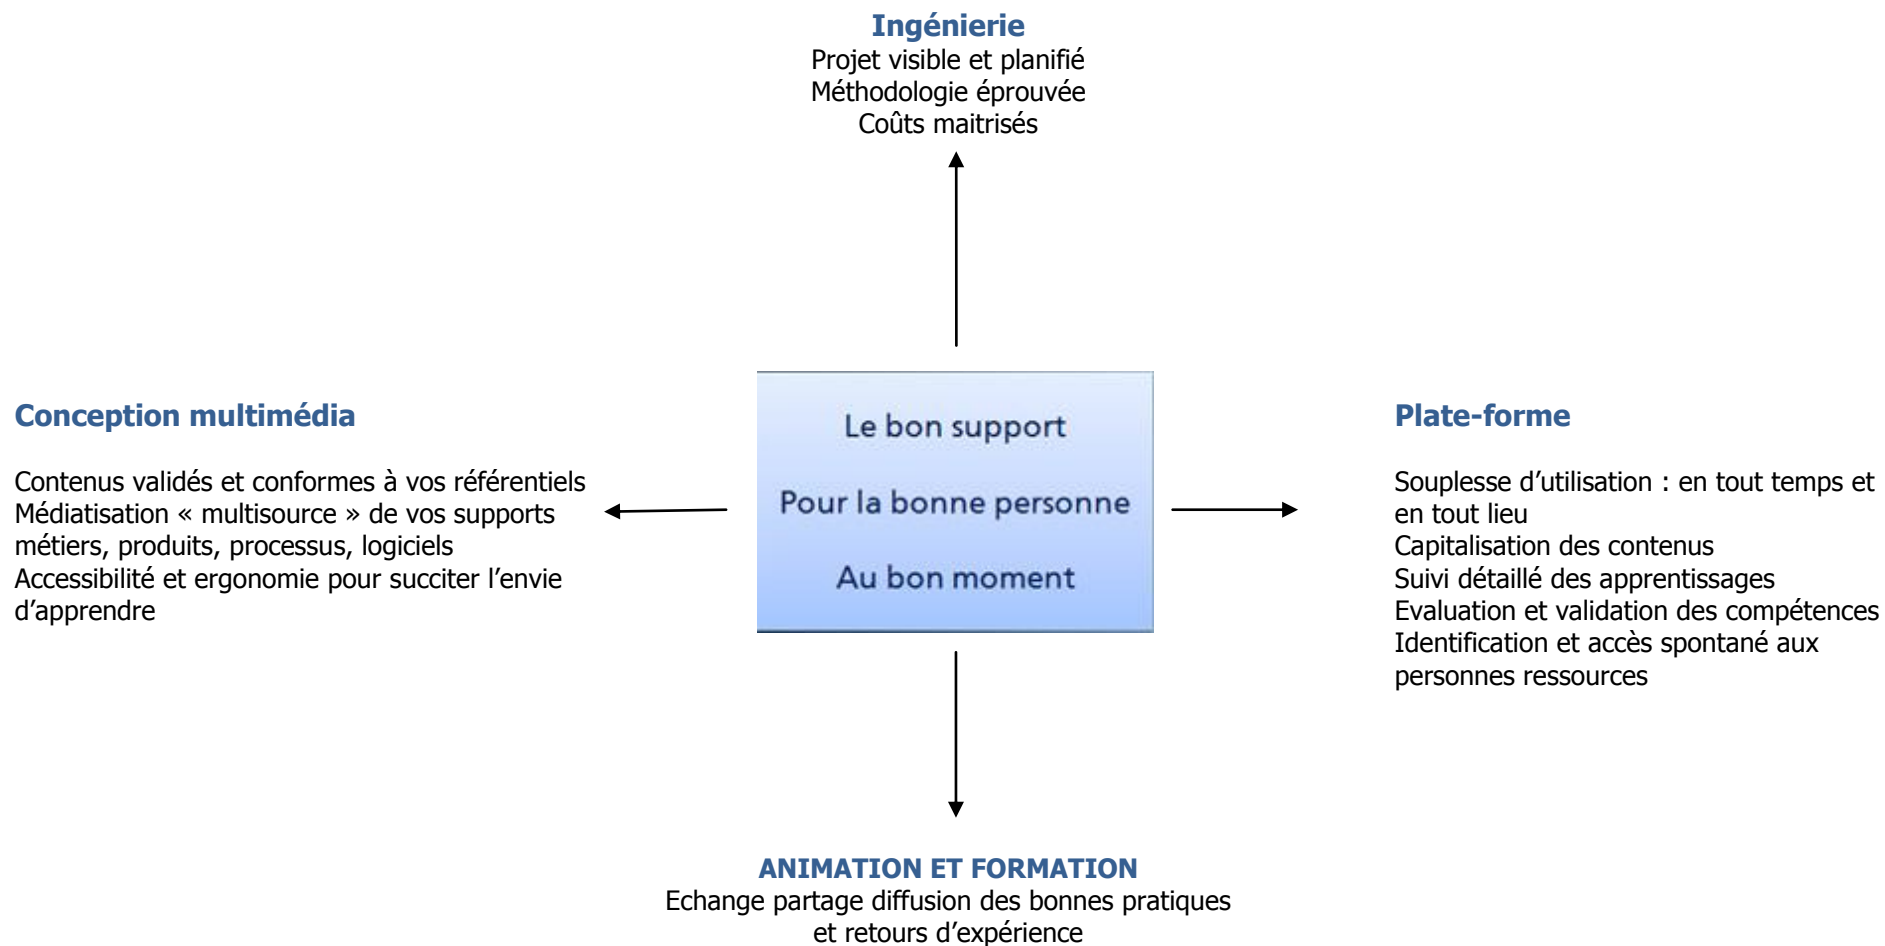 Ingénierie
Projet visible et planifié
Méthodologie éprouvée
Coûts maitrisés
Conception multimédia
Contenus validés et conformes à vos référentiels
Médiatisation « multisource » de vos supports
métiers, produits, processus, logiciels
Accessibilité et ergonomie pour succiter l’envie
d’apprendre
Le bon support
Pour la bonne personne
Au bon moment
Plate-forme
Souplesse d’utilisation : en tout temps et
en tout lieu
Capitalisation des contenus
Suivi détaillé des apprentissages
Evaluation et validation des compétences
Identification et accès spontané aux
personnes ressources
ANIMATION ET FORMATION
Echange partage diffusion des bonnes pratiques
et retours d’expérience